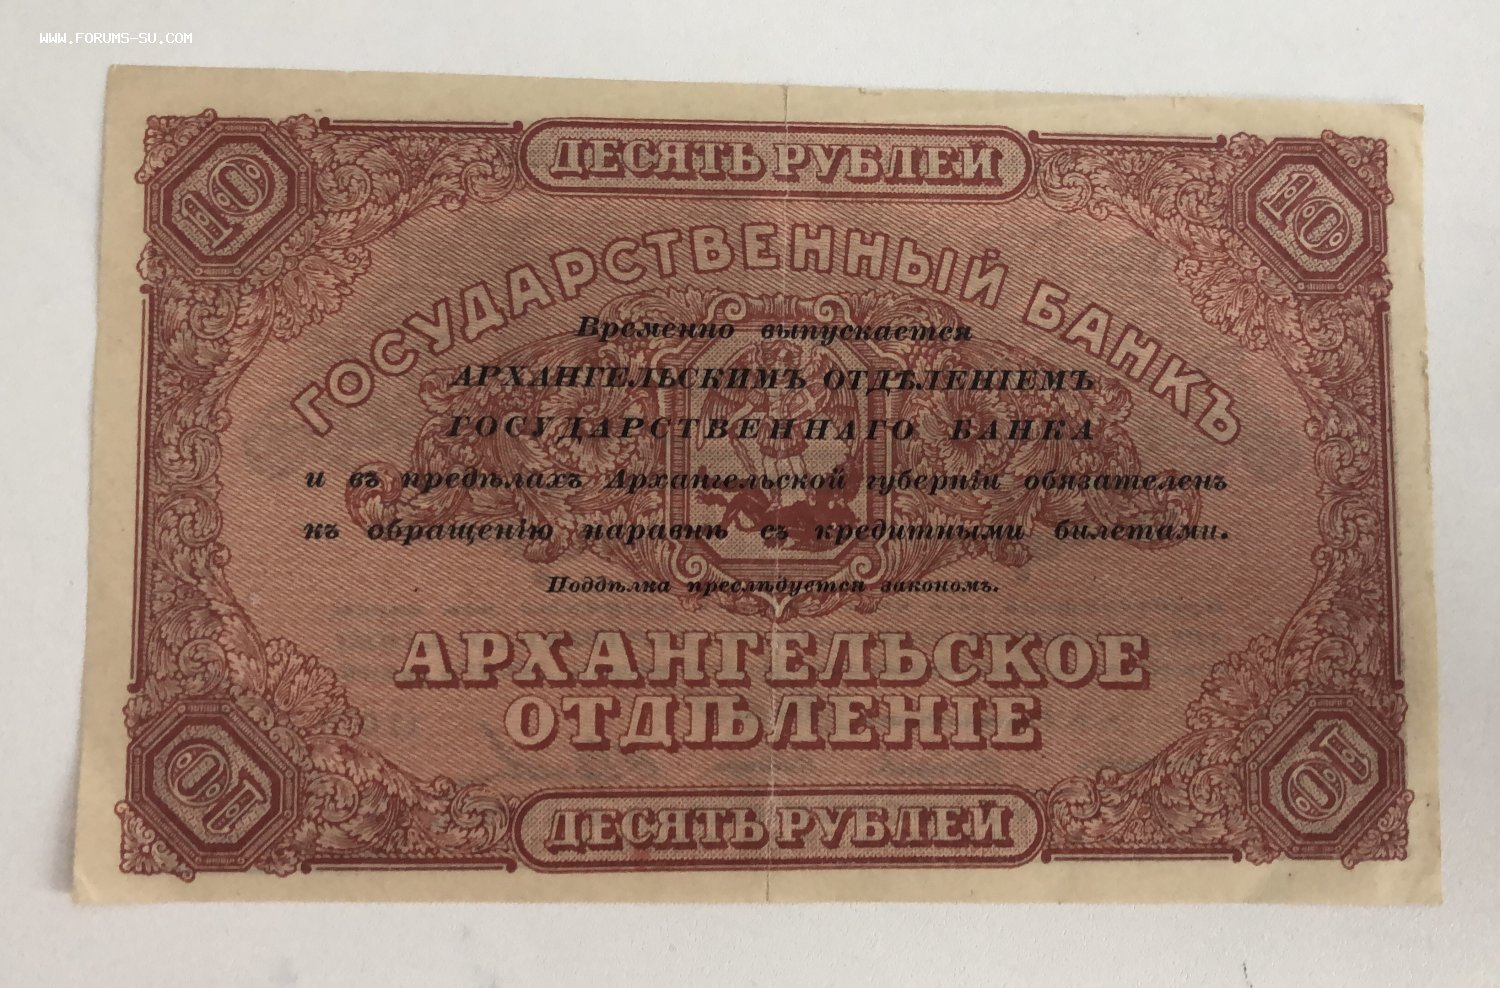 WWW.FORUMS-SU.COM
ДЕСЯТЬ РУБЛЕЙ
10
10
ГОСУДАРСТВЕННЫЙ БАНКЪ
Временно выпускается
АРХАНГЕЛЬСКИМЪ ОТДѢЛЕНІЕМЪ
ГОСУДАРСТВЕННАГО БАНКА
и въ предѣлахъ Архангельской губерніи обязателенъ
къ обращенію наравнѣ съ кредитными билетами.
Поддѣлка преслѣдуется закономъ.
АРХАНГЕЛЬСКОЕ
ОТДѢЛЕНІЕ
10
10
ДЕСЯТЬ РУБЛЕЙ